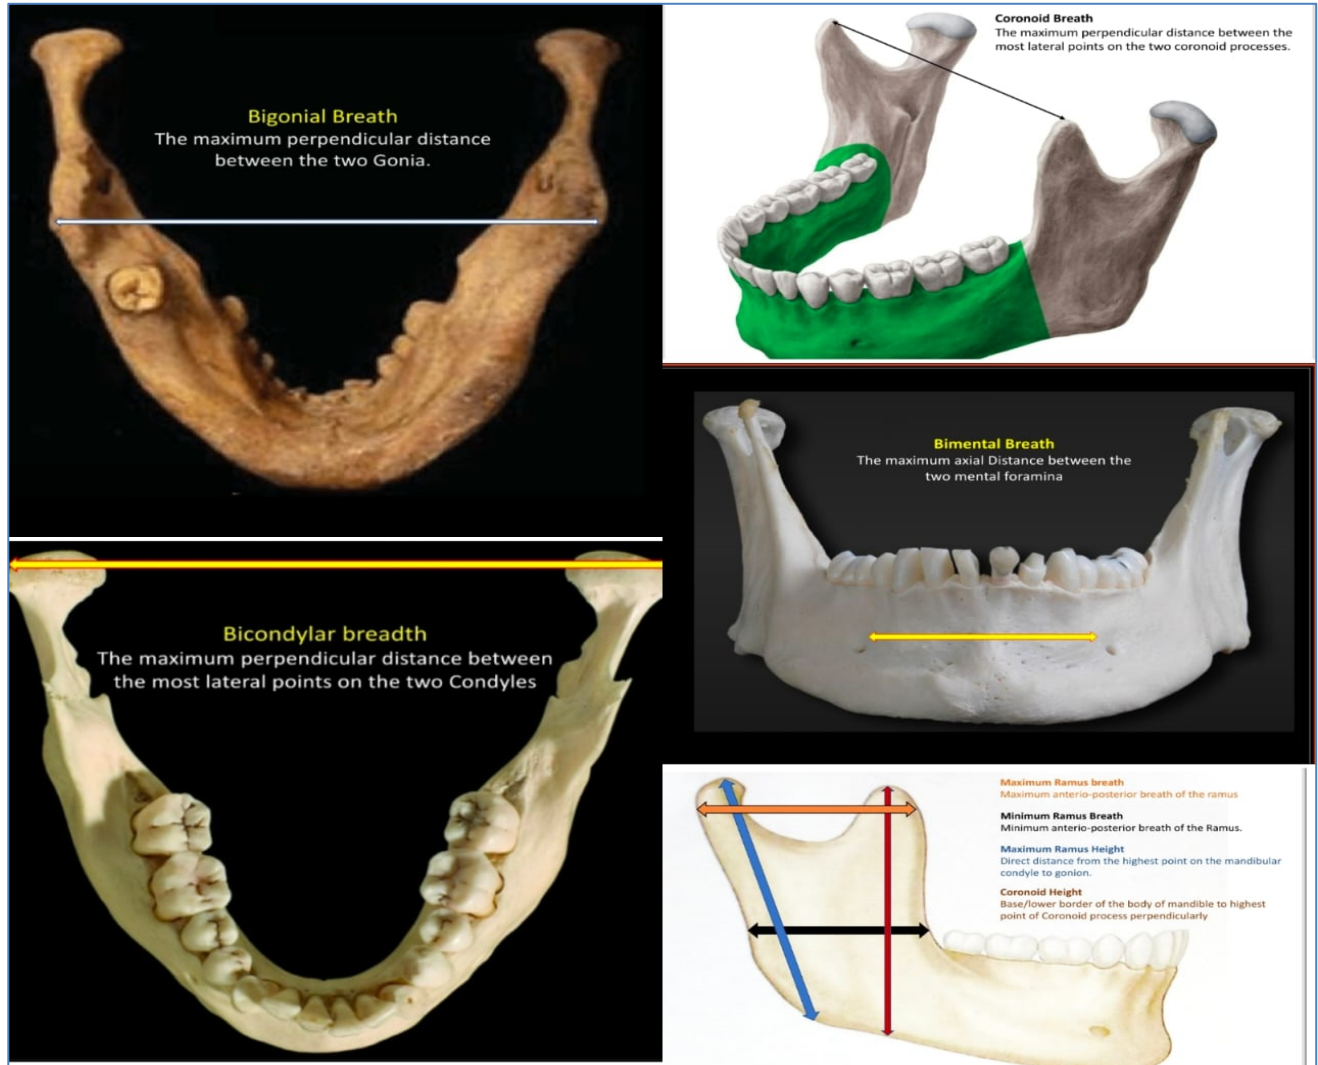 Bigonial Breath
The maximum perpendicular distance
between the two Gonia.
Coronoid Breath
The maximum perpendicular distance between the
most lateral points on the two coronoid processes.
Bimental Breath
The maximum axial Distance between the
two mental foramina
Bicondylar breadth
The maximum perpendicular distance between
the most lateral points on the two Condyles
Maximum Ramus breath
Maximum anterio-posterior breath of the ramus
Minimum Ramus Breath
Minimum anterio-posterior breath of the Ramus.
Maximum Ramus Height
Direct distance from the highest point on the mandibular
condyle to gonion.
Coronoid Height
Base/lower border of the body of mandible to highest
point of Coronoid process perpendicularly